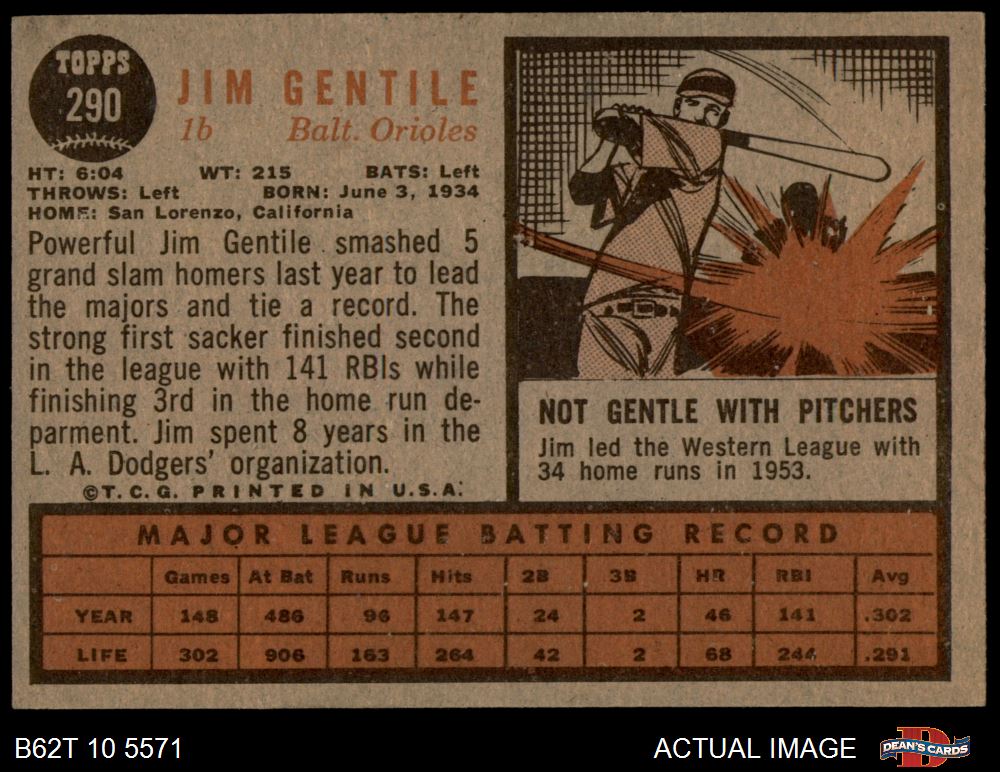 TOPPS
290
JIM GENTILE
1b Balt. Orioles
HT: 6:04 WT: 215 BATS: Left
THROWS: Left BORN: June 3, 1934
HOME: San Lorenzo, California
Powerful Jim Gentile smashed 5
grand slam homers last year to lead
the majors and tie a record. The
strong first sacker finished second
in the league with 141 RBIs while
finishing 3rd in the home run de-
parment. Jim spent 8 years in the
L. A. Dodgers' organization.
©T.C.G. PRINTED IN U.S.A.
NOT GENTLE WITH PITCHERS
Jim led the Western League with
34 home runs in 1953.
MAJOR LEAGUE BATTING RECORD
Games At Bat Runs Hits 2B 3B HR RBI Avg
YEAR 148 486 96 147 24 2 46 141 .302
LIFE 302 906 163 264 42 2 68 244 .291
B62T 10 5571
ACTUAL IMAGE
D
DEAN'S CARDS